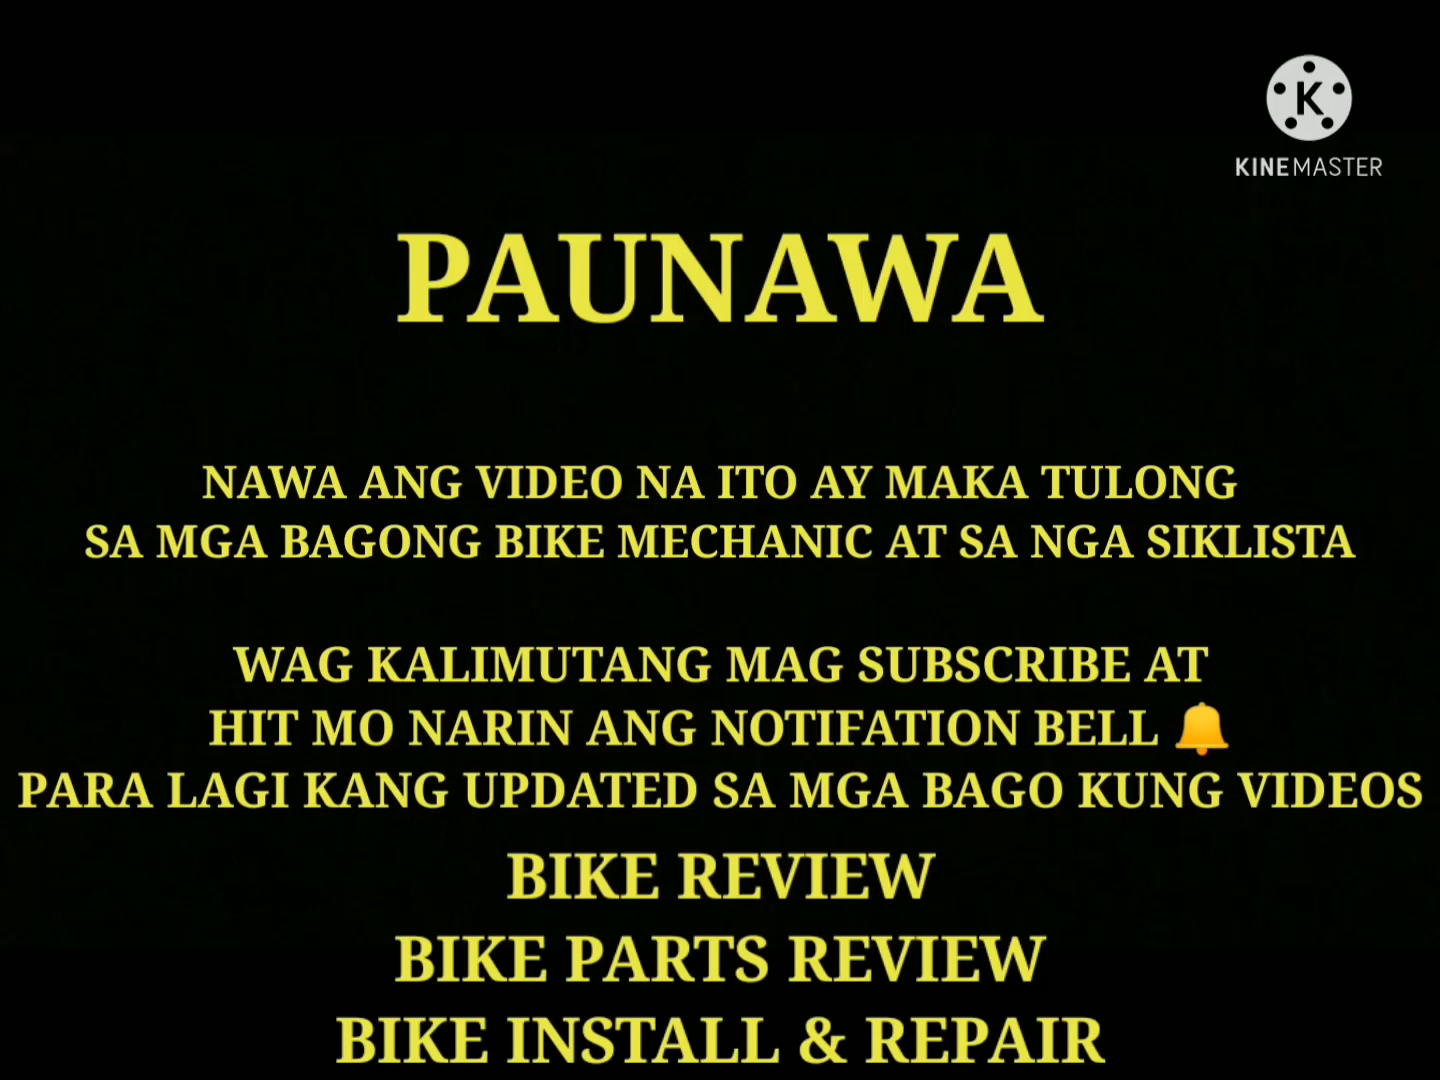 K
KINEMASTER
PAUNAWA
NAWA ANG VIDEO NA ITO AY MAKA TULONG
SA MGA BAGONG BIKE MECHANIC AT SA NGA SIKLISTA
WAG KALIMUTANG MAG SUBSCRIBE AT
HIT MO NARIN ANG NOTIFATION BELL 🔔
PARA LAGI KANG UPDATED SA MGA BAGO KUNG VIDEOS
BIKE REVIEW
BIKE PARTS REVIEW
BIKE INSTALL & REPAIR